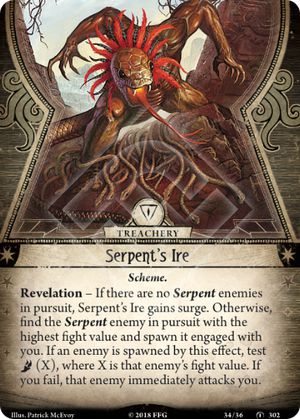 TREACHERY
Serpent's Ire
Scheme.
Revelation – If there are no Serpent enemies
in pursuit, Serpent's Ire gains surge. Otherwise,
find the Serpent enemy in pursuit with the
highest fight value and spawn it engaged with
you. If an enemy is spawned by this effect, test
(X), where X is that enemy's fight value. If
you fail, that enemy immediately attacks you.
Illus. Patrick McEvoy © 2018 FFG 34/36 302